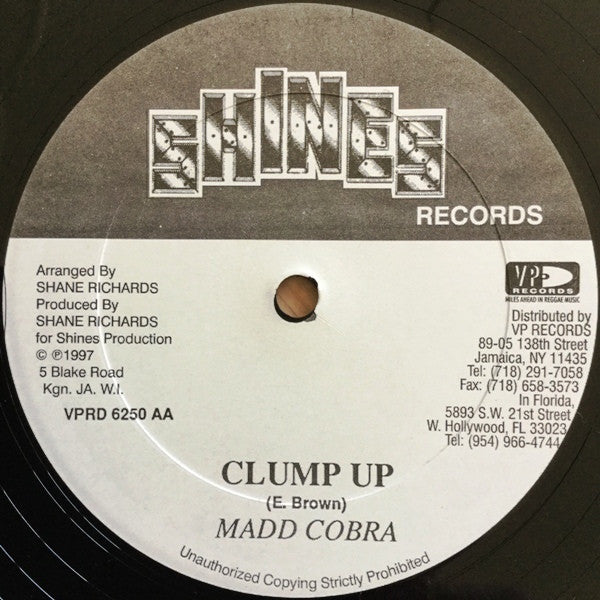 SHINES
RECORDS
Arranged By
SHANE RICHARDS
Produced By
SHANE RICHARDS
for Shines Production
© ℗1997
5 Blake Road
Kgn. JA. W.I.
VPRD 6250 AA
VP
RECORDS
MILES AHEAD IN REGGAE MUSIC
Distributed by
VP RECORDS
89-05 138th Street
Jamaica, NY 11435
Tel: (718) 291-7058
Fax: (718) 658-3573
In Florida,
5893 S.W. 21st Street
W. Hollywood, FL 33023
Tel: (954) 966-4744
CLUMP UP
(E. Brown)
MADD COBRA
Unauthorized Copying Strictly Prohibited